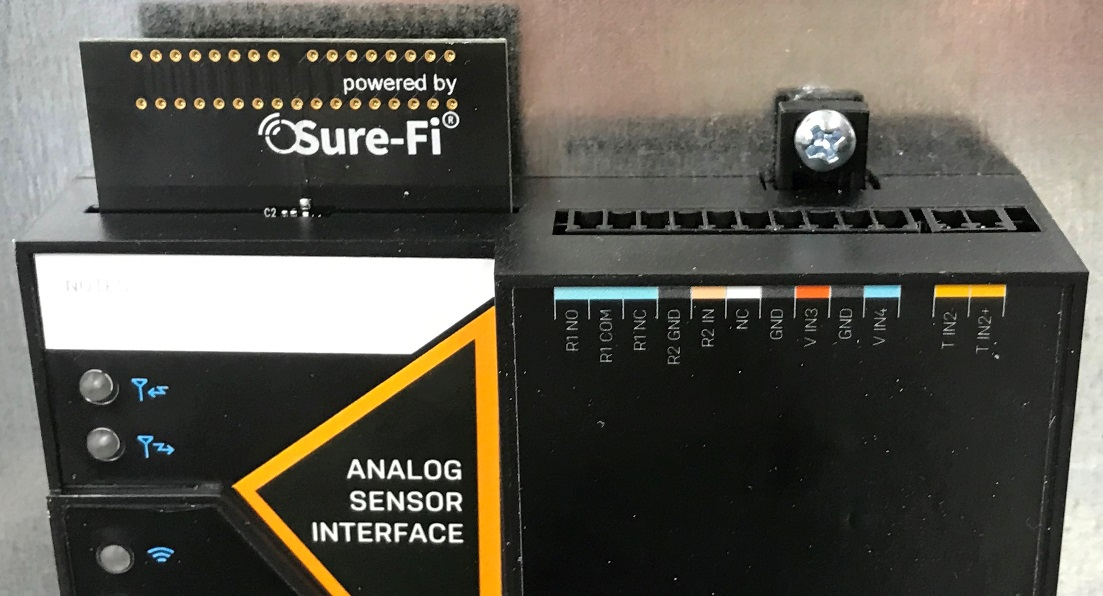 powered by
Sure-Fi®
C2
NOTES
R1 NO
R1 COM
R1 NC
R2 GND
R2 IN
NC
GND
V IN3
GND
V IN4
T IN2-
T IN2+
ANALOG
SENSOR
INTERFACE